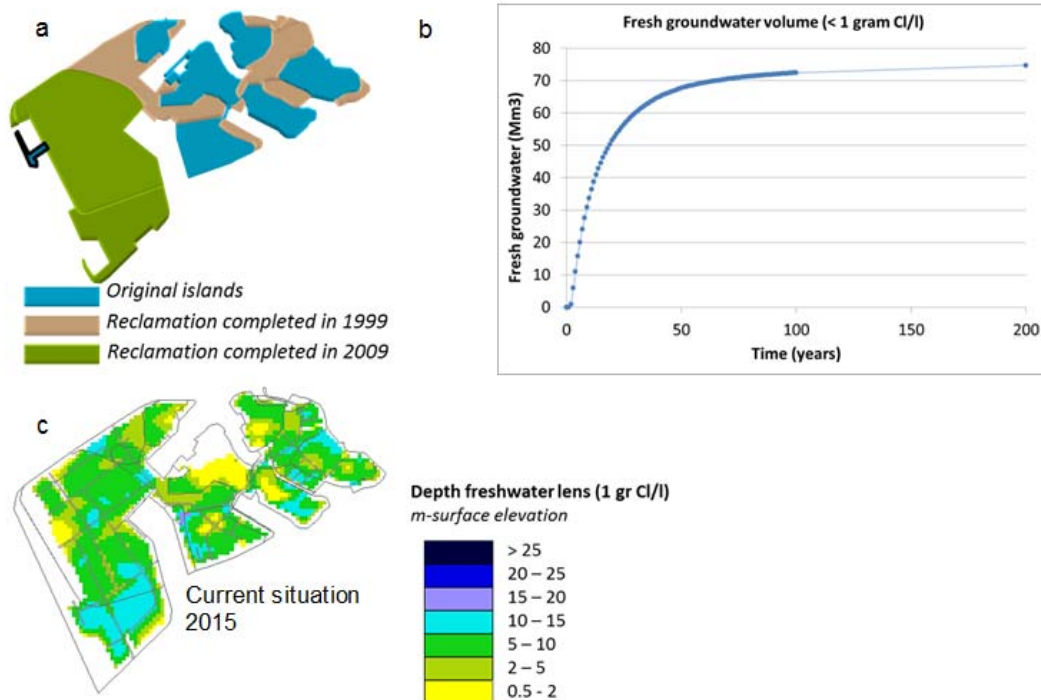 a
Original islands
Reclamation completed in 1999
Reclamation completed in 2009
b
Fresh groundwater volume (< 1 gram Cl/l)
Fresh groundwater (Mm3)
80
70
60
50
40
30
20
10
0
0 50 100 150 200
Time (years)
c
Current situation
2015
Depth freshwater lens (1 gr Cl/l)
m-surface elevation
> 25
20 – 25
15 – 20
10 – 15
5 – 10
2 – 5
0.5 - 2